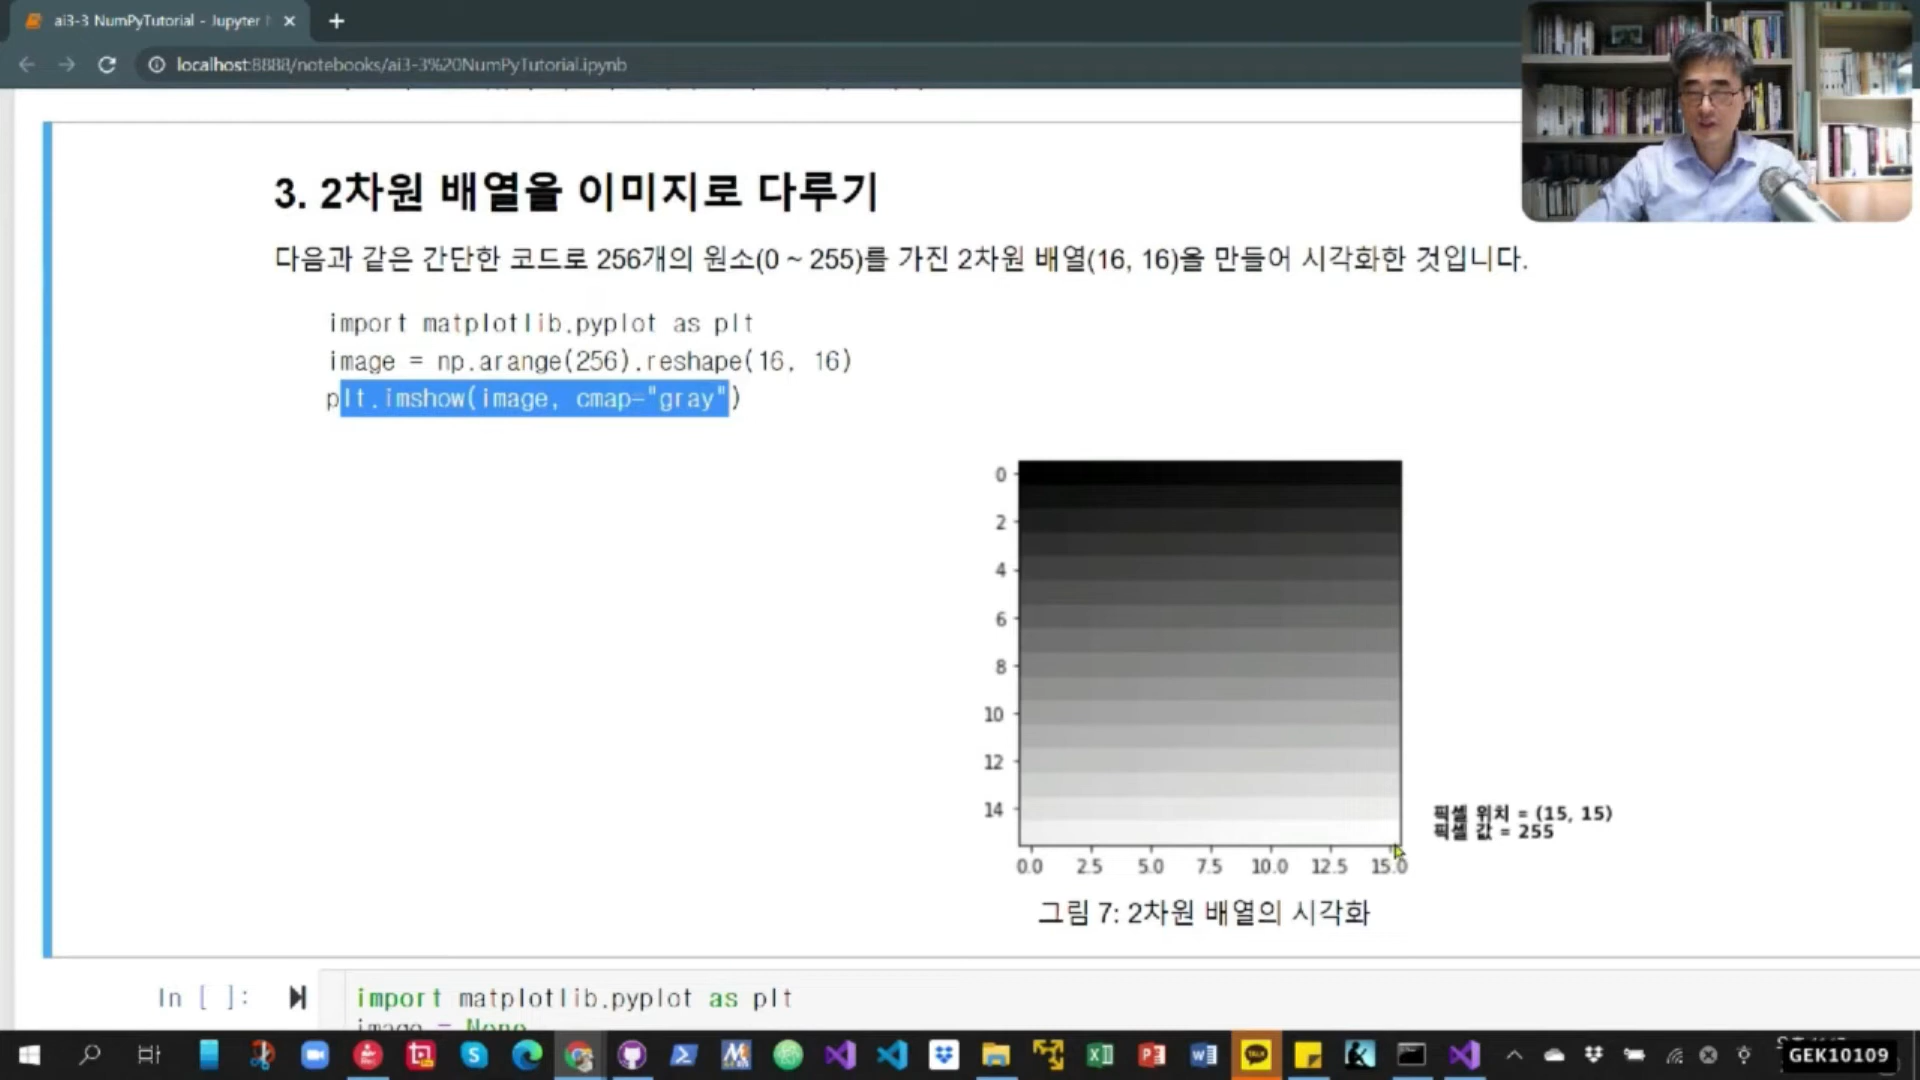 ai3-3 NumPyTutorial - Jupyter
localhost:8888/notebooks/ai3-3%20NumPyTutorial.ipynb
3. 2차원 배열을 이미지로 다루기
다음과 같은 간단한 코드로 256개의 원소(0 ~ 255)를 가진 2차원 배열(16, 16)을 만들어 시각화한 것입니다.
import matplotlib.pyplot as plt
image = np.arange(256).reshape(16, 16)
plt.imshow(image, cmap="gray")
0
2
4
6
8
10
12
14
픽셀 위치 = (15, 15)
픽셀 값 = 255
0.0 2.5 5.0 7.5 10.0 12.5 15.0
그림 7: 2차원 배열의 시각화
In [ ]:
import matplotlib.pyplot as plt
image = None
GEK10109